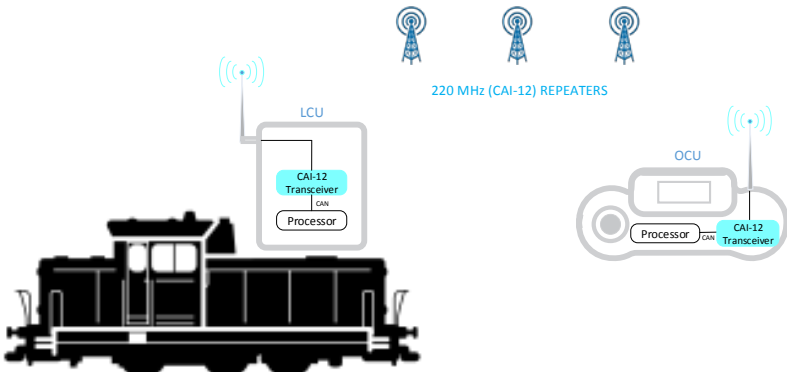 220 MHz (CAI-12) REPEATERS
LCU
CAI-12
Transceiver
CAN
Processor
OCU
Processor
CAN
CAI-12
Transceiver